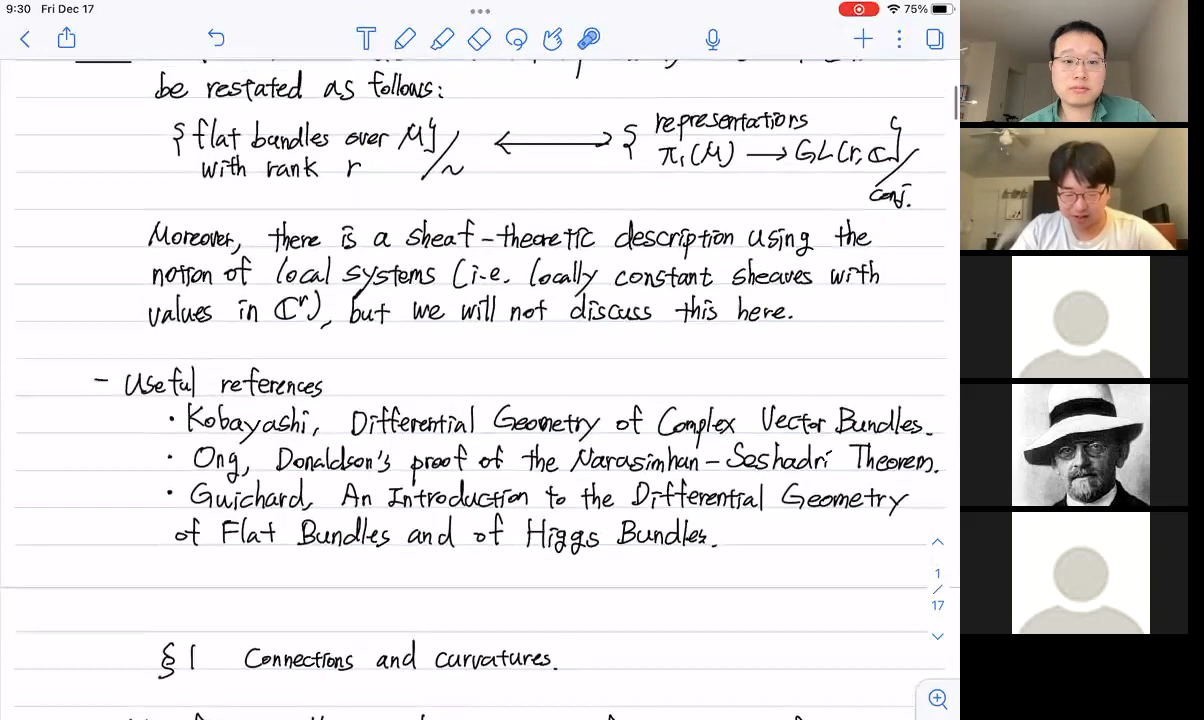 9:30 Fri Dec 17
75%
be restated as follows:
{ flat bundles over M } / ~ ⟷ { representations
with rank r π₁(M) → GL(r, ℂ) } / conj.
Moreover, there is a sheaf-theoretic description using the
notion of local systems (i.e. locally constant sheaves with
values in ℂʳ), but we will not discuss this here.
- Useful references
· Kobayashi, Differential Geometry of Complex Vector Bundles.
· Ong, Donaldson's proof of the Narasimhan-Seshadri Theorem.
· Guichard, An Introduction to the Differential Geometry
of Flat Bundles and of Higgs Bundles.
1
/
17
§1 Connections and curvatures.